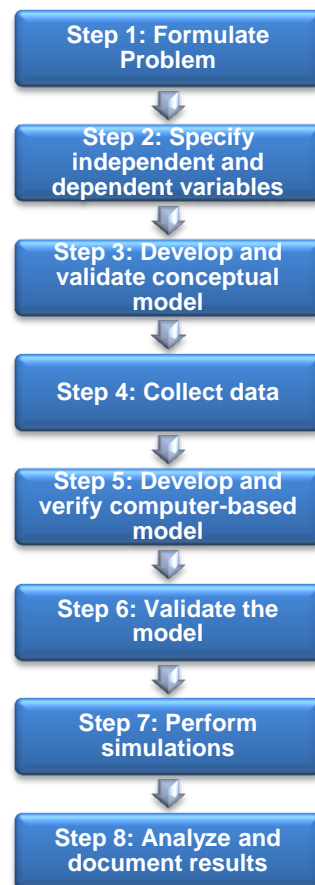 Step 1: Formulate
Problem
Step 2: Specify
independent and
dependent variables
Step 3: Develop and
validate conceptual
model
Step 4: Collect data
Step 5: Develop and
verify computer-based
model
Step 6: Validate the
model
Step 7: Perform
simulations
Step 8: Analyze and
document results